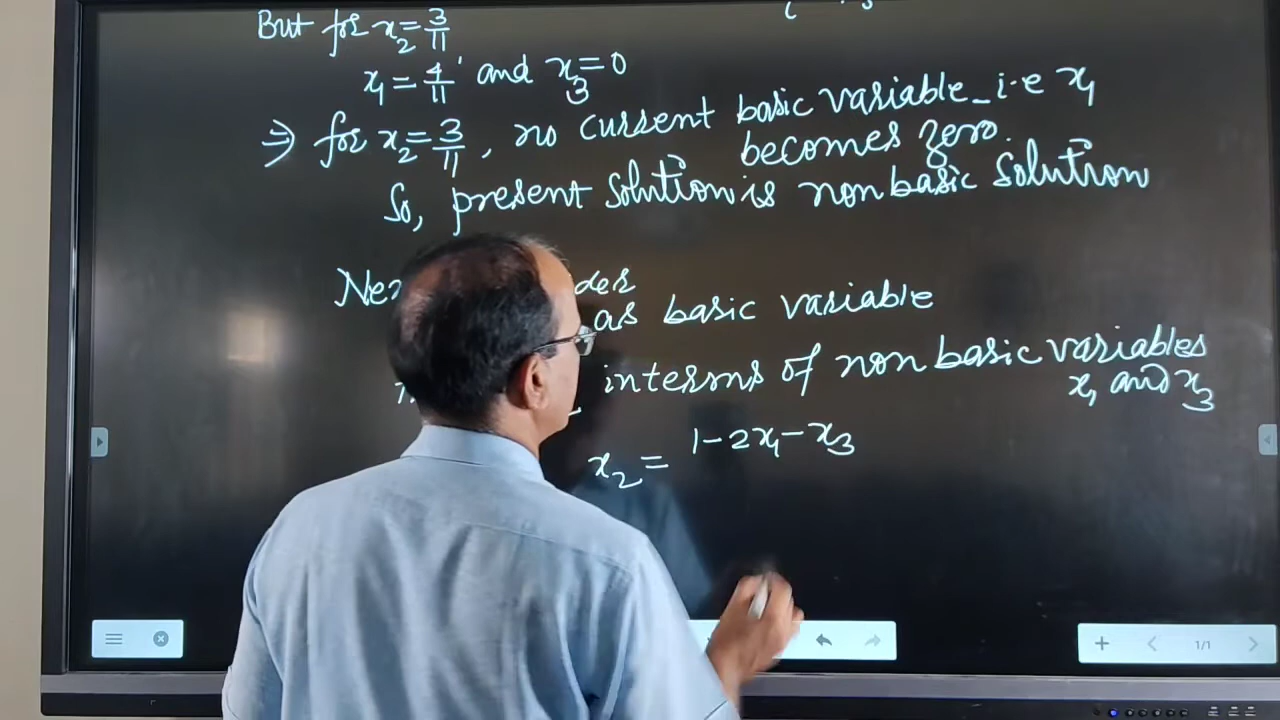 But for x₂ = 3/11
x₁ = 4/11, and x₃ = 0
⇒ for x₂ = 3/11, no current basic variable i.e x₁
becomes zero.
So, present solution is non basic solution
as basic variable
interms of non basic variables
x₁ and x₃
x₂ = 1 - 2x₁ - x₃
1/1